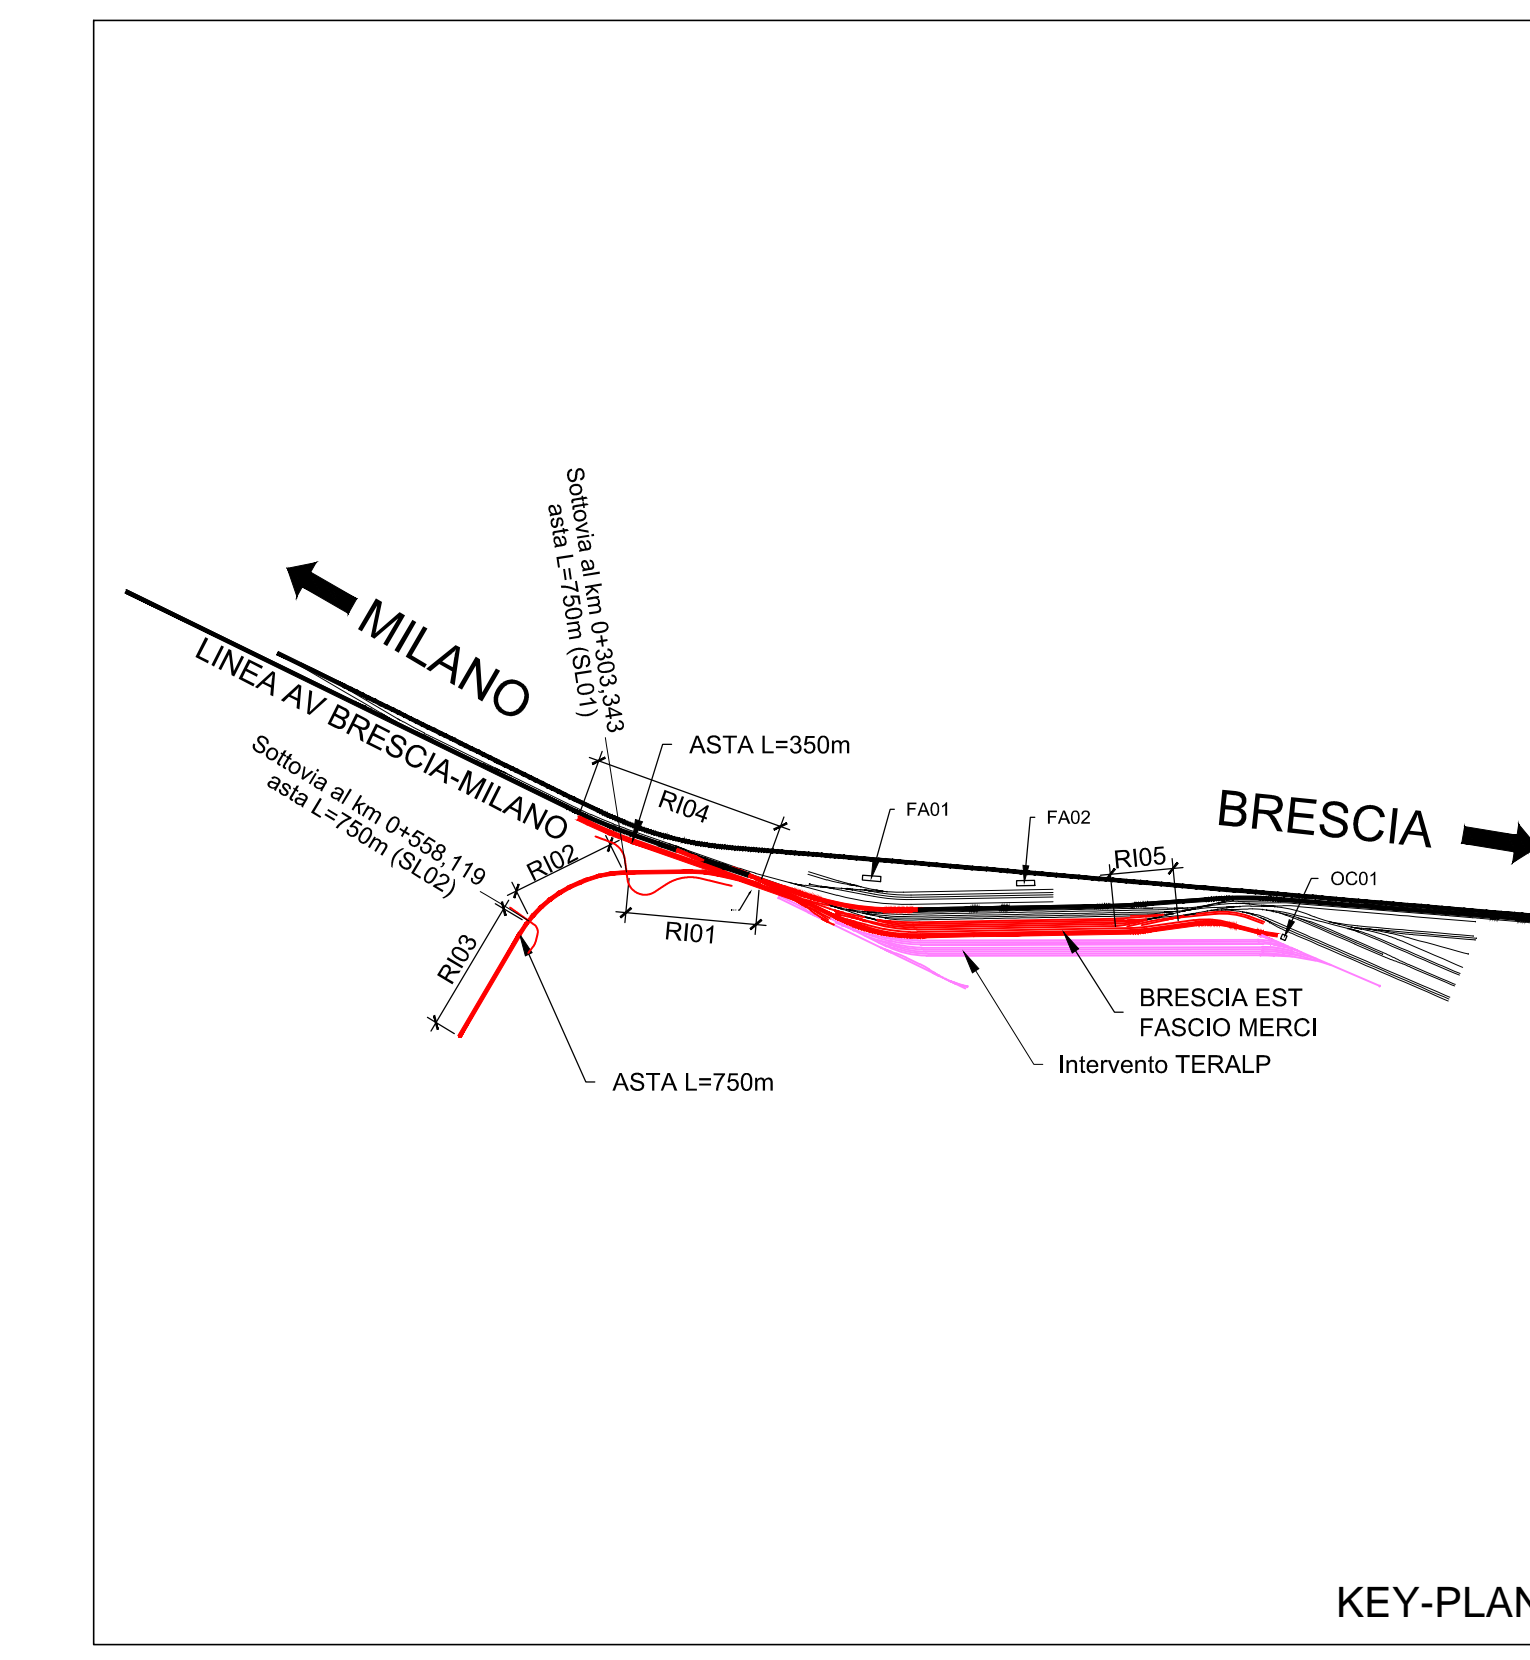 Sottovia al km 0+303,343
asta L=750m (SL01)
MILANO
LINEA AV BRESCIA-MILANO
Sottovia al km 0+558,119
asta L=750m (SL02)
ASTA L=350m
RI04
FA01
FA02
BRESCIA
RI05
OC01
RI02
RI01
RI03
BRESCIA EST
FASCIO MERCI
Intervento TERALP
ASTA L=750m
KEY-PLAN